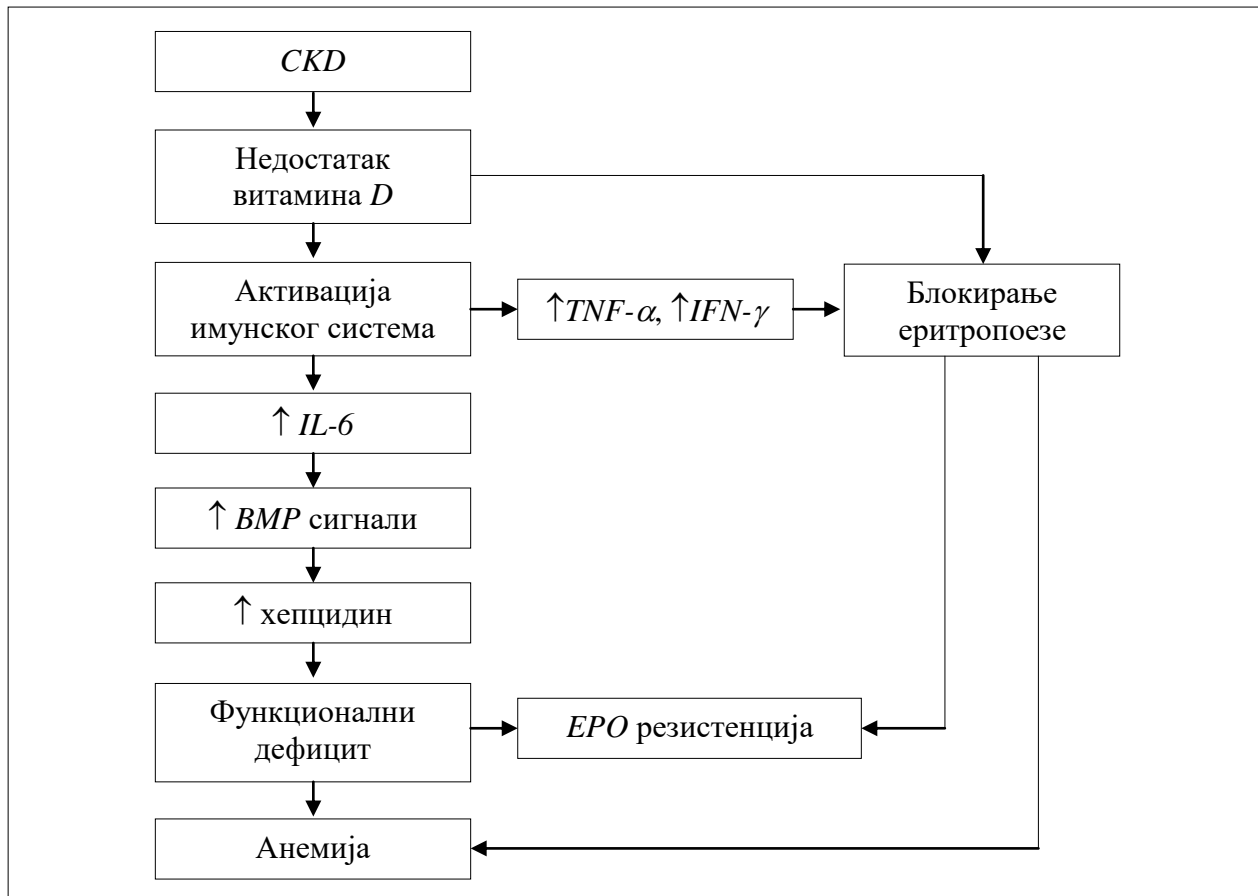 CKD
Недостатак
витамина D
Активација
имунског система
↑TNF-α, ↑IFN-γ
Блокирање
еритропоезе
↑ IL-6
↑ BMP сигнали
↑ хепцидин
Функционални
дефицит
EPO резистенција
Анемија